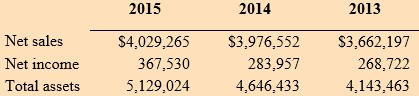 2015 2014 2013
Net sales $4,029,265 $3,976,552 $3,662,197
Net income 367,530 283,957 268,722
Total assets 5,129,024 4,646,433 4,143,463